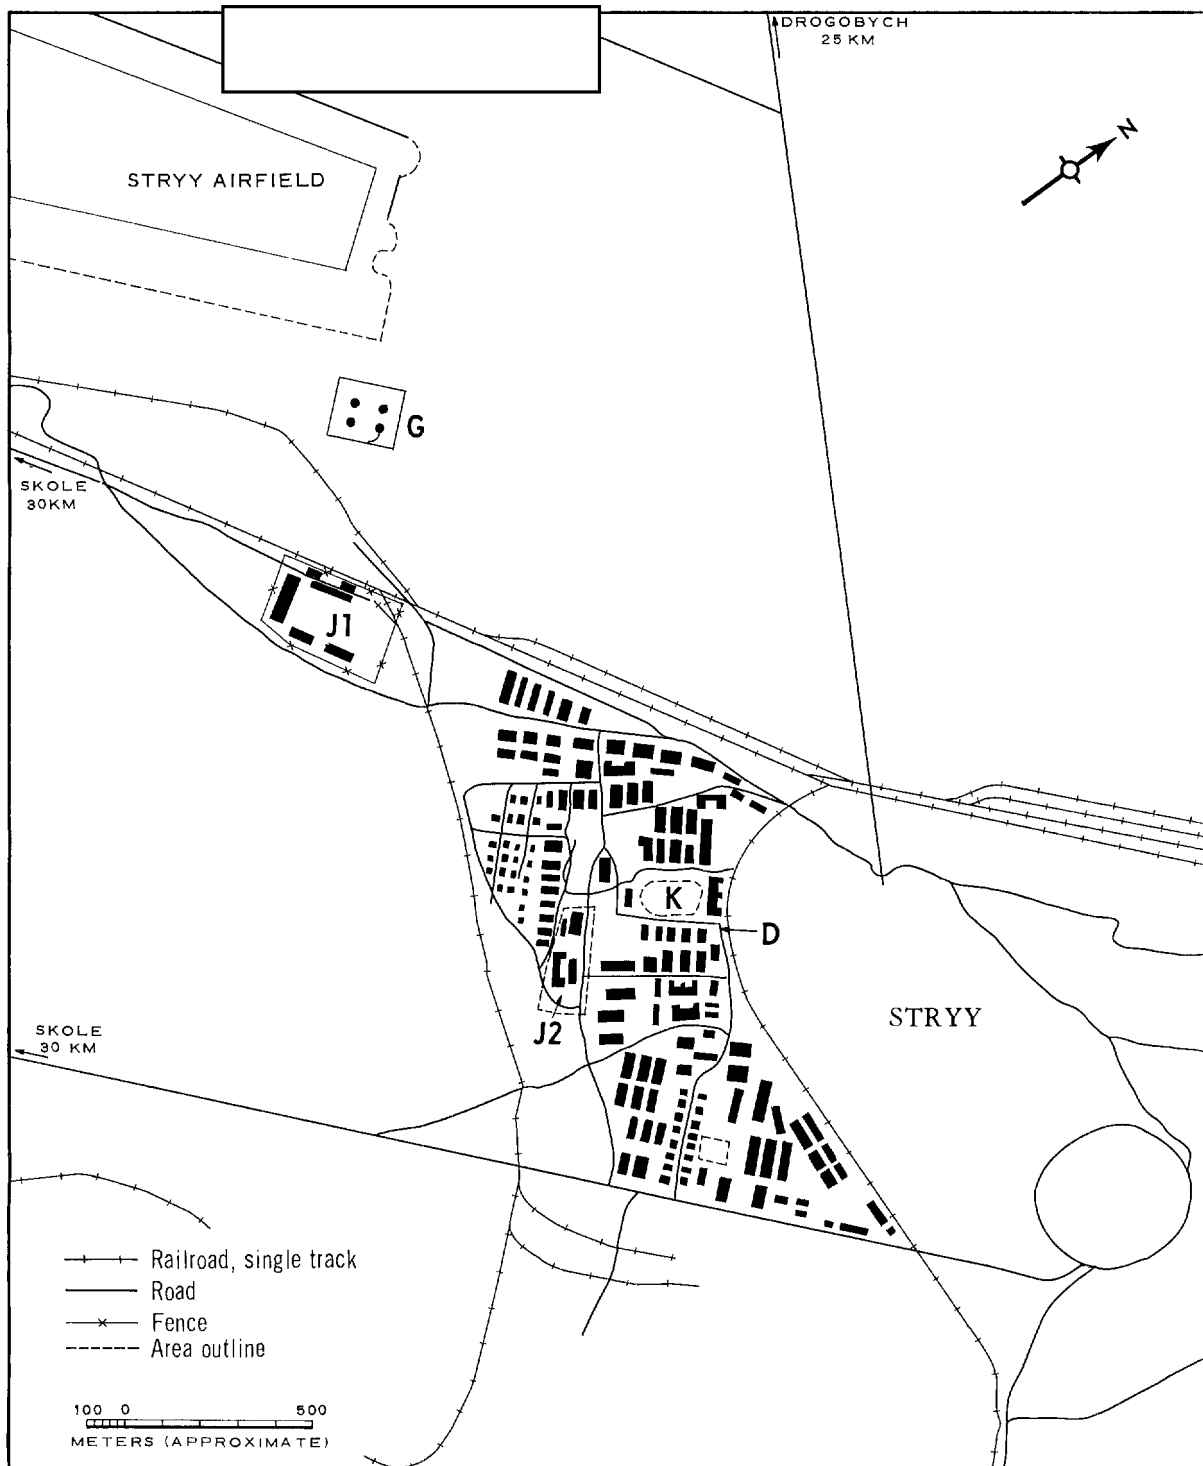 DROGOBYCH
25 KM
N
STRYY AIRFIELD
G
SKOLE
30KM
J1
K
D
STRYY
J2
SKOLE
30 KM
Railroad, single track
Road
Fence
Area outline
100 0 500
METERS (APPROXIMATE)